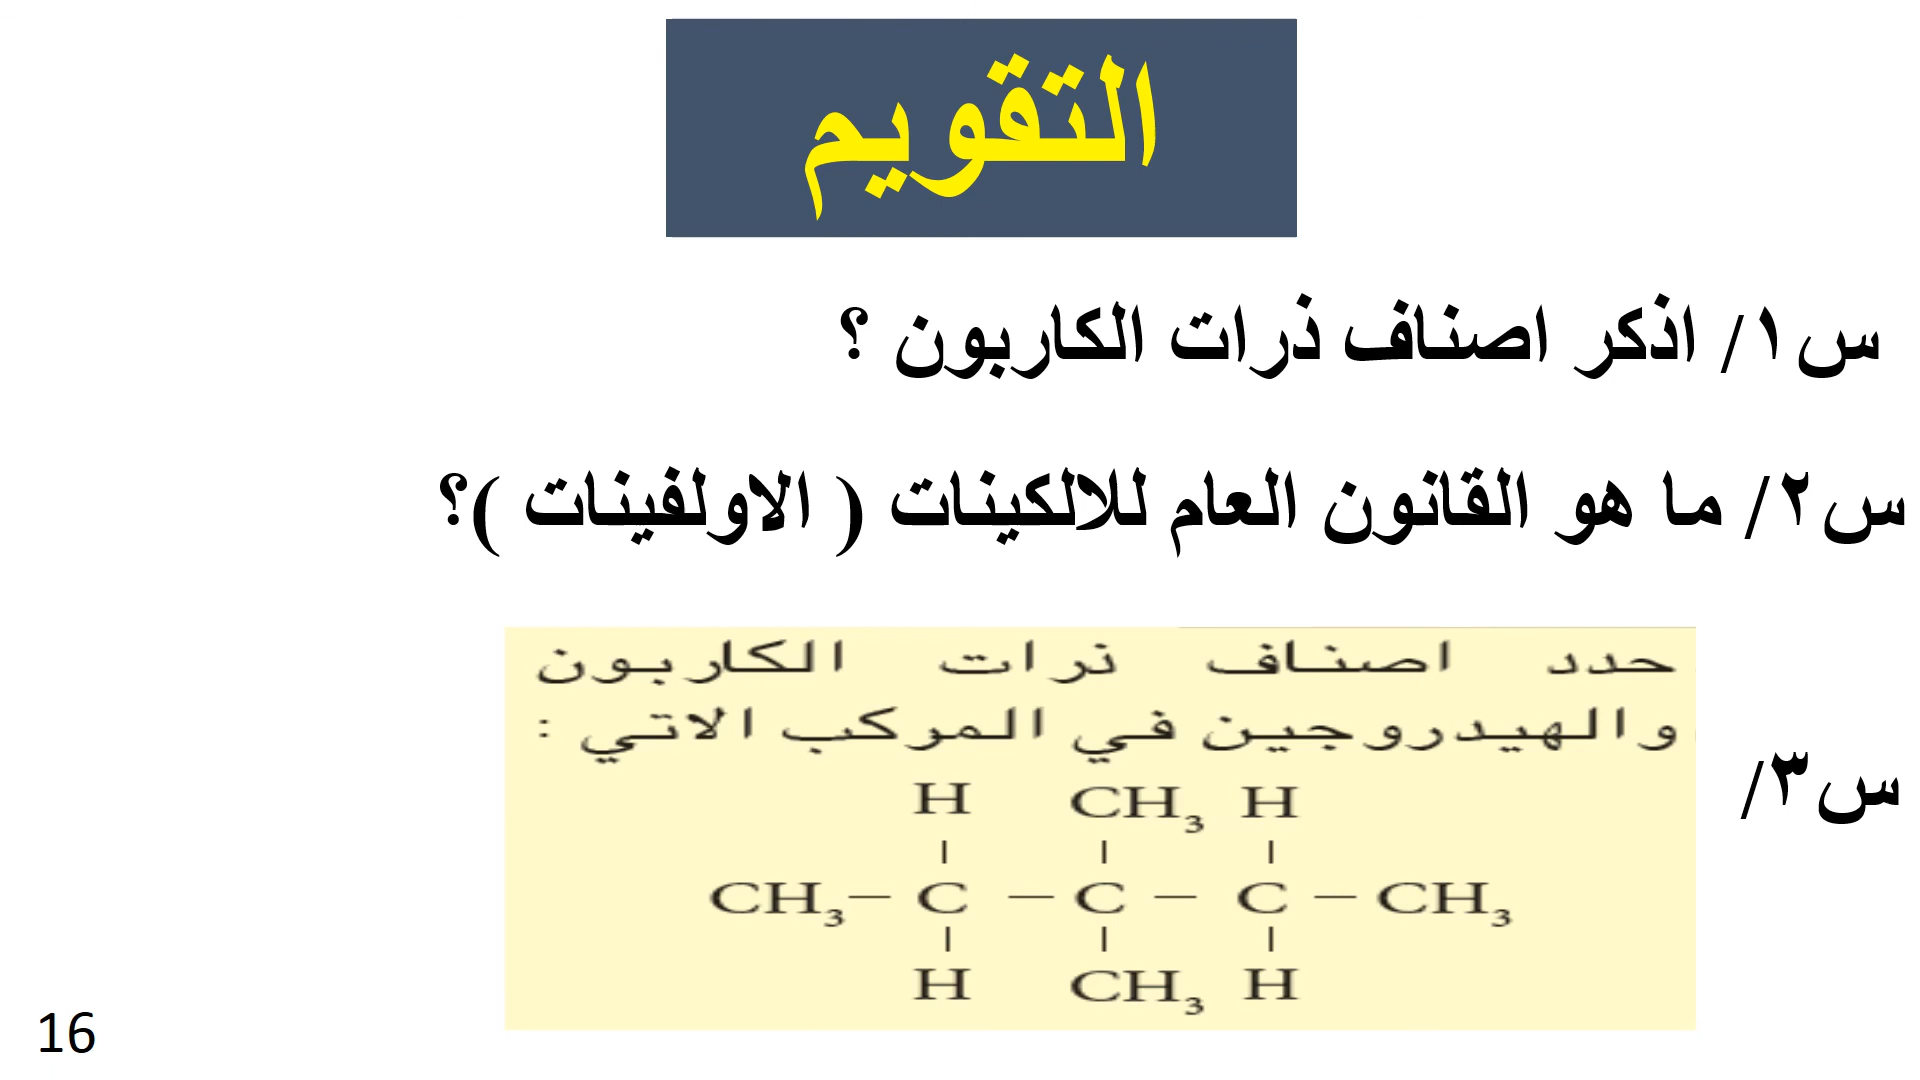 التقويم
س١/ اذكر اصناف ذرات الكاربون ؟
س٢/ ما هو القانون العام للالكينات ( الاولفينات )؟
حدد اصناف ذرات الكاربون
والهيدروجين في المركب الاتي :
س٣/
H CH₃ H
CH₃ – C – C – C – CH₃
H CH₃ H
16